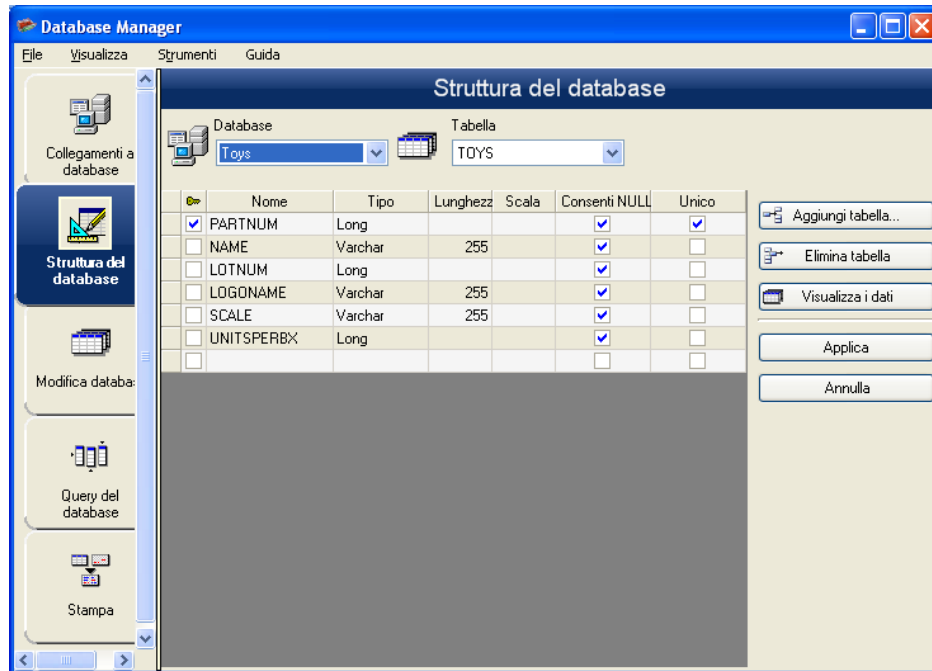 Database Manager
File Visualizza Strumenti Guida
Struttura del database
Collegamenti a
database
Struttura del
database
Modifica databa
Query del
database
Stampa
Database
Toys
Tabella
TOYS
Nome Tipo Lunghezz Scala Consenti NULL Unico
PARTNUM Long
NAME Varchar 255
LOTNUM Long
LOGONAME Varchar 255
SCALE Varchar 255
UNITSPERBX Long
Aggiungi tabella...
Elimina tabella
Visualizza i dati
Applica
Annulla